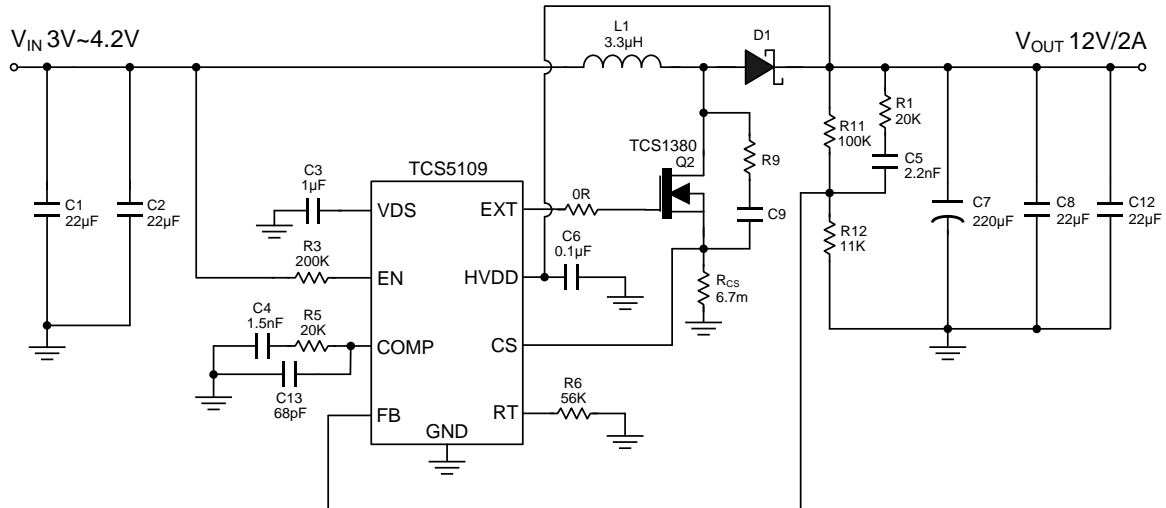 V_IN 3V~4.2V
L1
3.3μH
D1
V_OUT 12V/2A
C1
22μF
C2
22μF
C3
1μF
R3
200K
C4
1.5nF
R5
20K
C13
68pF
TCS5109
VDS
EN
COMP
FB
GND
EXT
HVDD
CS
RT
0R
C6
0.1μF
R6
56K
TCS1380
Q2
R9
C9
R_CS
6.7m
R11
100K
R1
20K
C5
2.2nF
R12
11K
C7
220μF
C8
22μF
C12
22μF